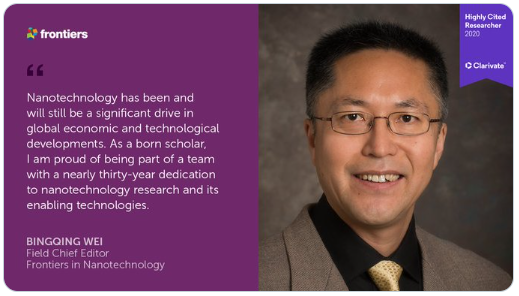 frontiers
Highly Cited
Researcher
2020
Clarivate™
“
Nanotechnology has been and
will still be a significant drive in
global economic and technological
developments. As a born scholar,
I am proud of being part of a team
with a nearly thirty-year dedication
to nanotechnology research and its
enabling technologies.
BINGQING WEI
Field Chief Editor
Frontiers in Nanotechnology